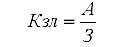 Кзл = А/З